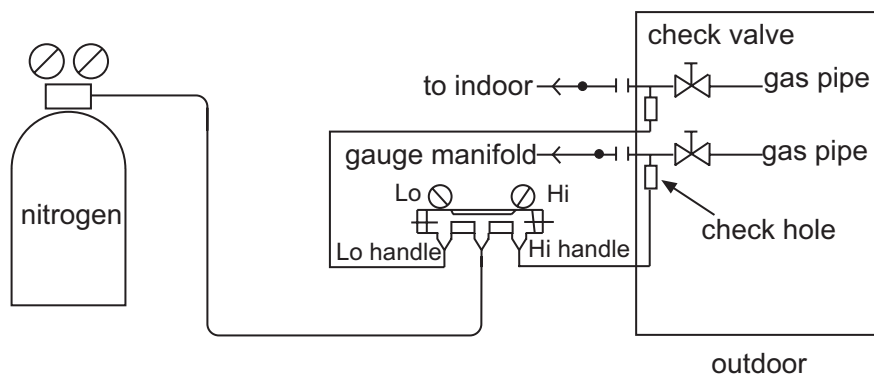 check valve
to indoor
gas pipe
gauge manifold
gas pipe
Lo
Hi
nitrogen
check hole
Lo handle
Hi handle
outdoor